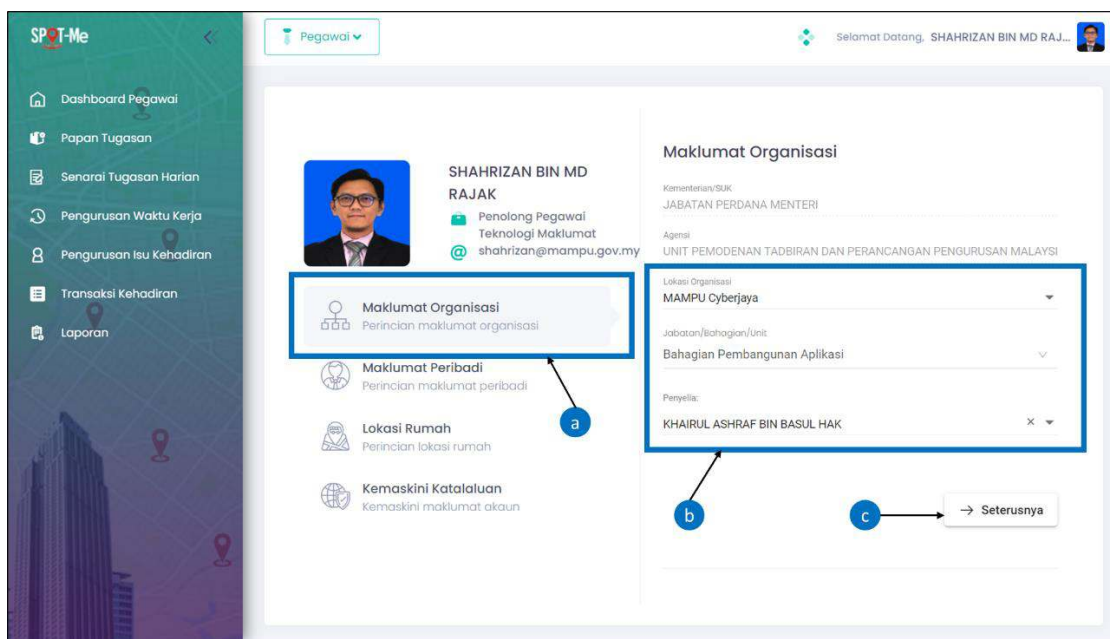 SPOT-Me
Pegawai
Selamat Datang, SHAHRIZAN BIN MD RAJ...
Dashboard Pegawai
Papan Tugasan
Senarai Tugasan Harian
Pengurusan Waktu Kerja
Pengurusan Isu Kehadiran
Transaksi Kehadiran
Laporan
SHAHRIZAN BIN MD
RAJAK
Penolong Pegawai
Teknologi Maklumat
@ shahrizan@mampu.gov.my
Maklumat Organisasi
Perincian maklumat organisasi
Maklumat Peribadi
Perincian maklumat peribadi
Lokasi Rumah
Perincian lokasi rumah
Kemaskini Katalaluan
Kemaskini maklumat akaun
a
Maklumat Organisasi
Kementerian/SUK
JABATAN PERDANA MENTERI
Agensi
UNIT PEMODENAN TADBIRAN DAN PERANCANGAN PENGURUSAN MALAYSI
Lokasi Organisasi
MAMPU Cyberjaya
Jabatan/Bahagian/Unit
Bahagian Pembangunan Aplikasi
Penyelia:
KHAIRUL ASHRAF BIN BASUL HAK
b
c
→ Seterusnya